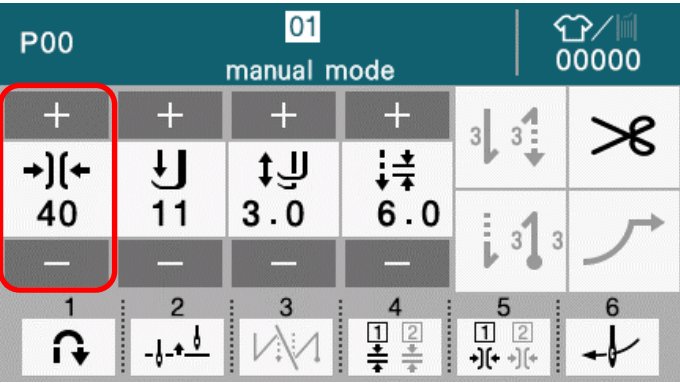 P00
01
manual mode
00000
+ + + +
3 3
40 11 3.0 6.0
3 3
- - - -
1 2 3 4 5 6
1 2 1 2